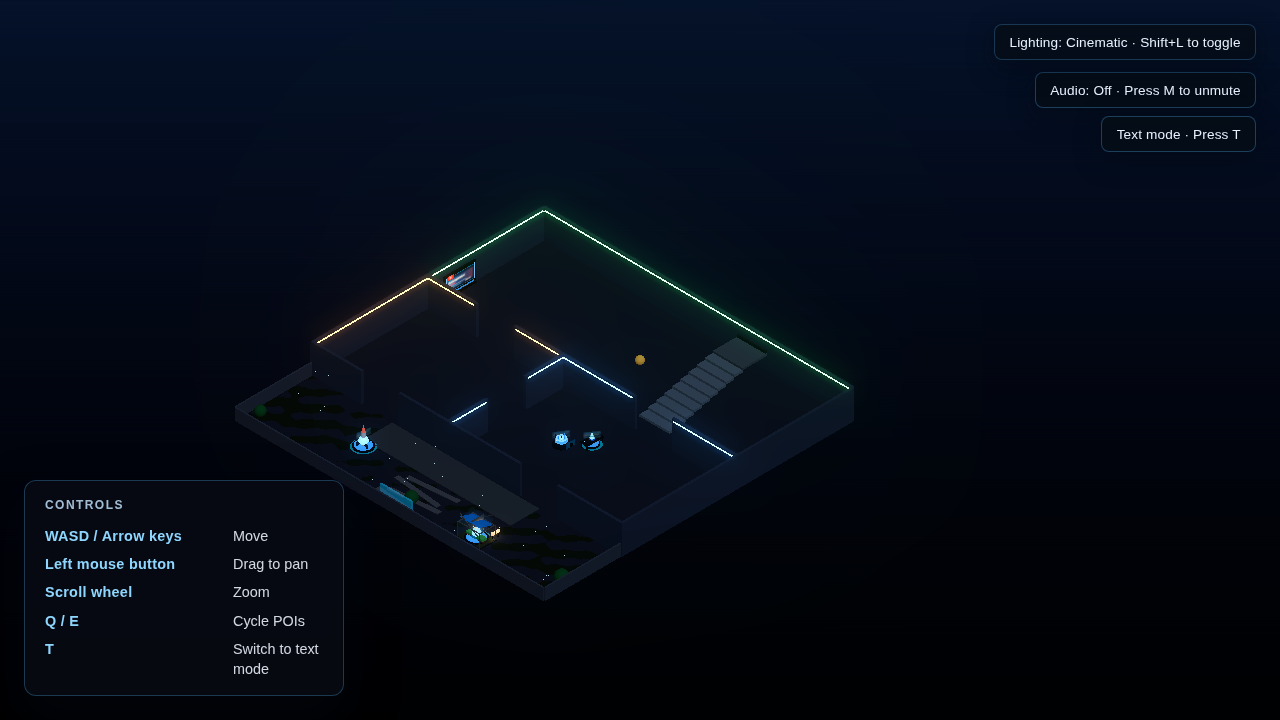 Lighting: Cinematic · Shift+L to toggle
Audio: Off · Press M to unmute
Text mode · Press T
CONTROLS
WASD / Arrow keys Move
Left mouse button Drag to pan
Scroll wheel Zoom
Q / E Cycle POIs
T Switch to text
mode